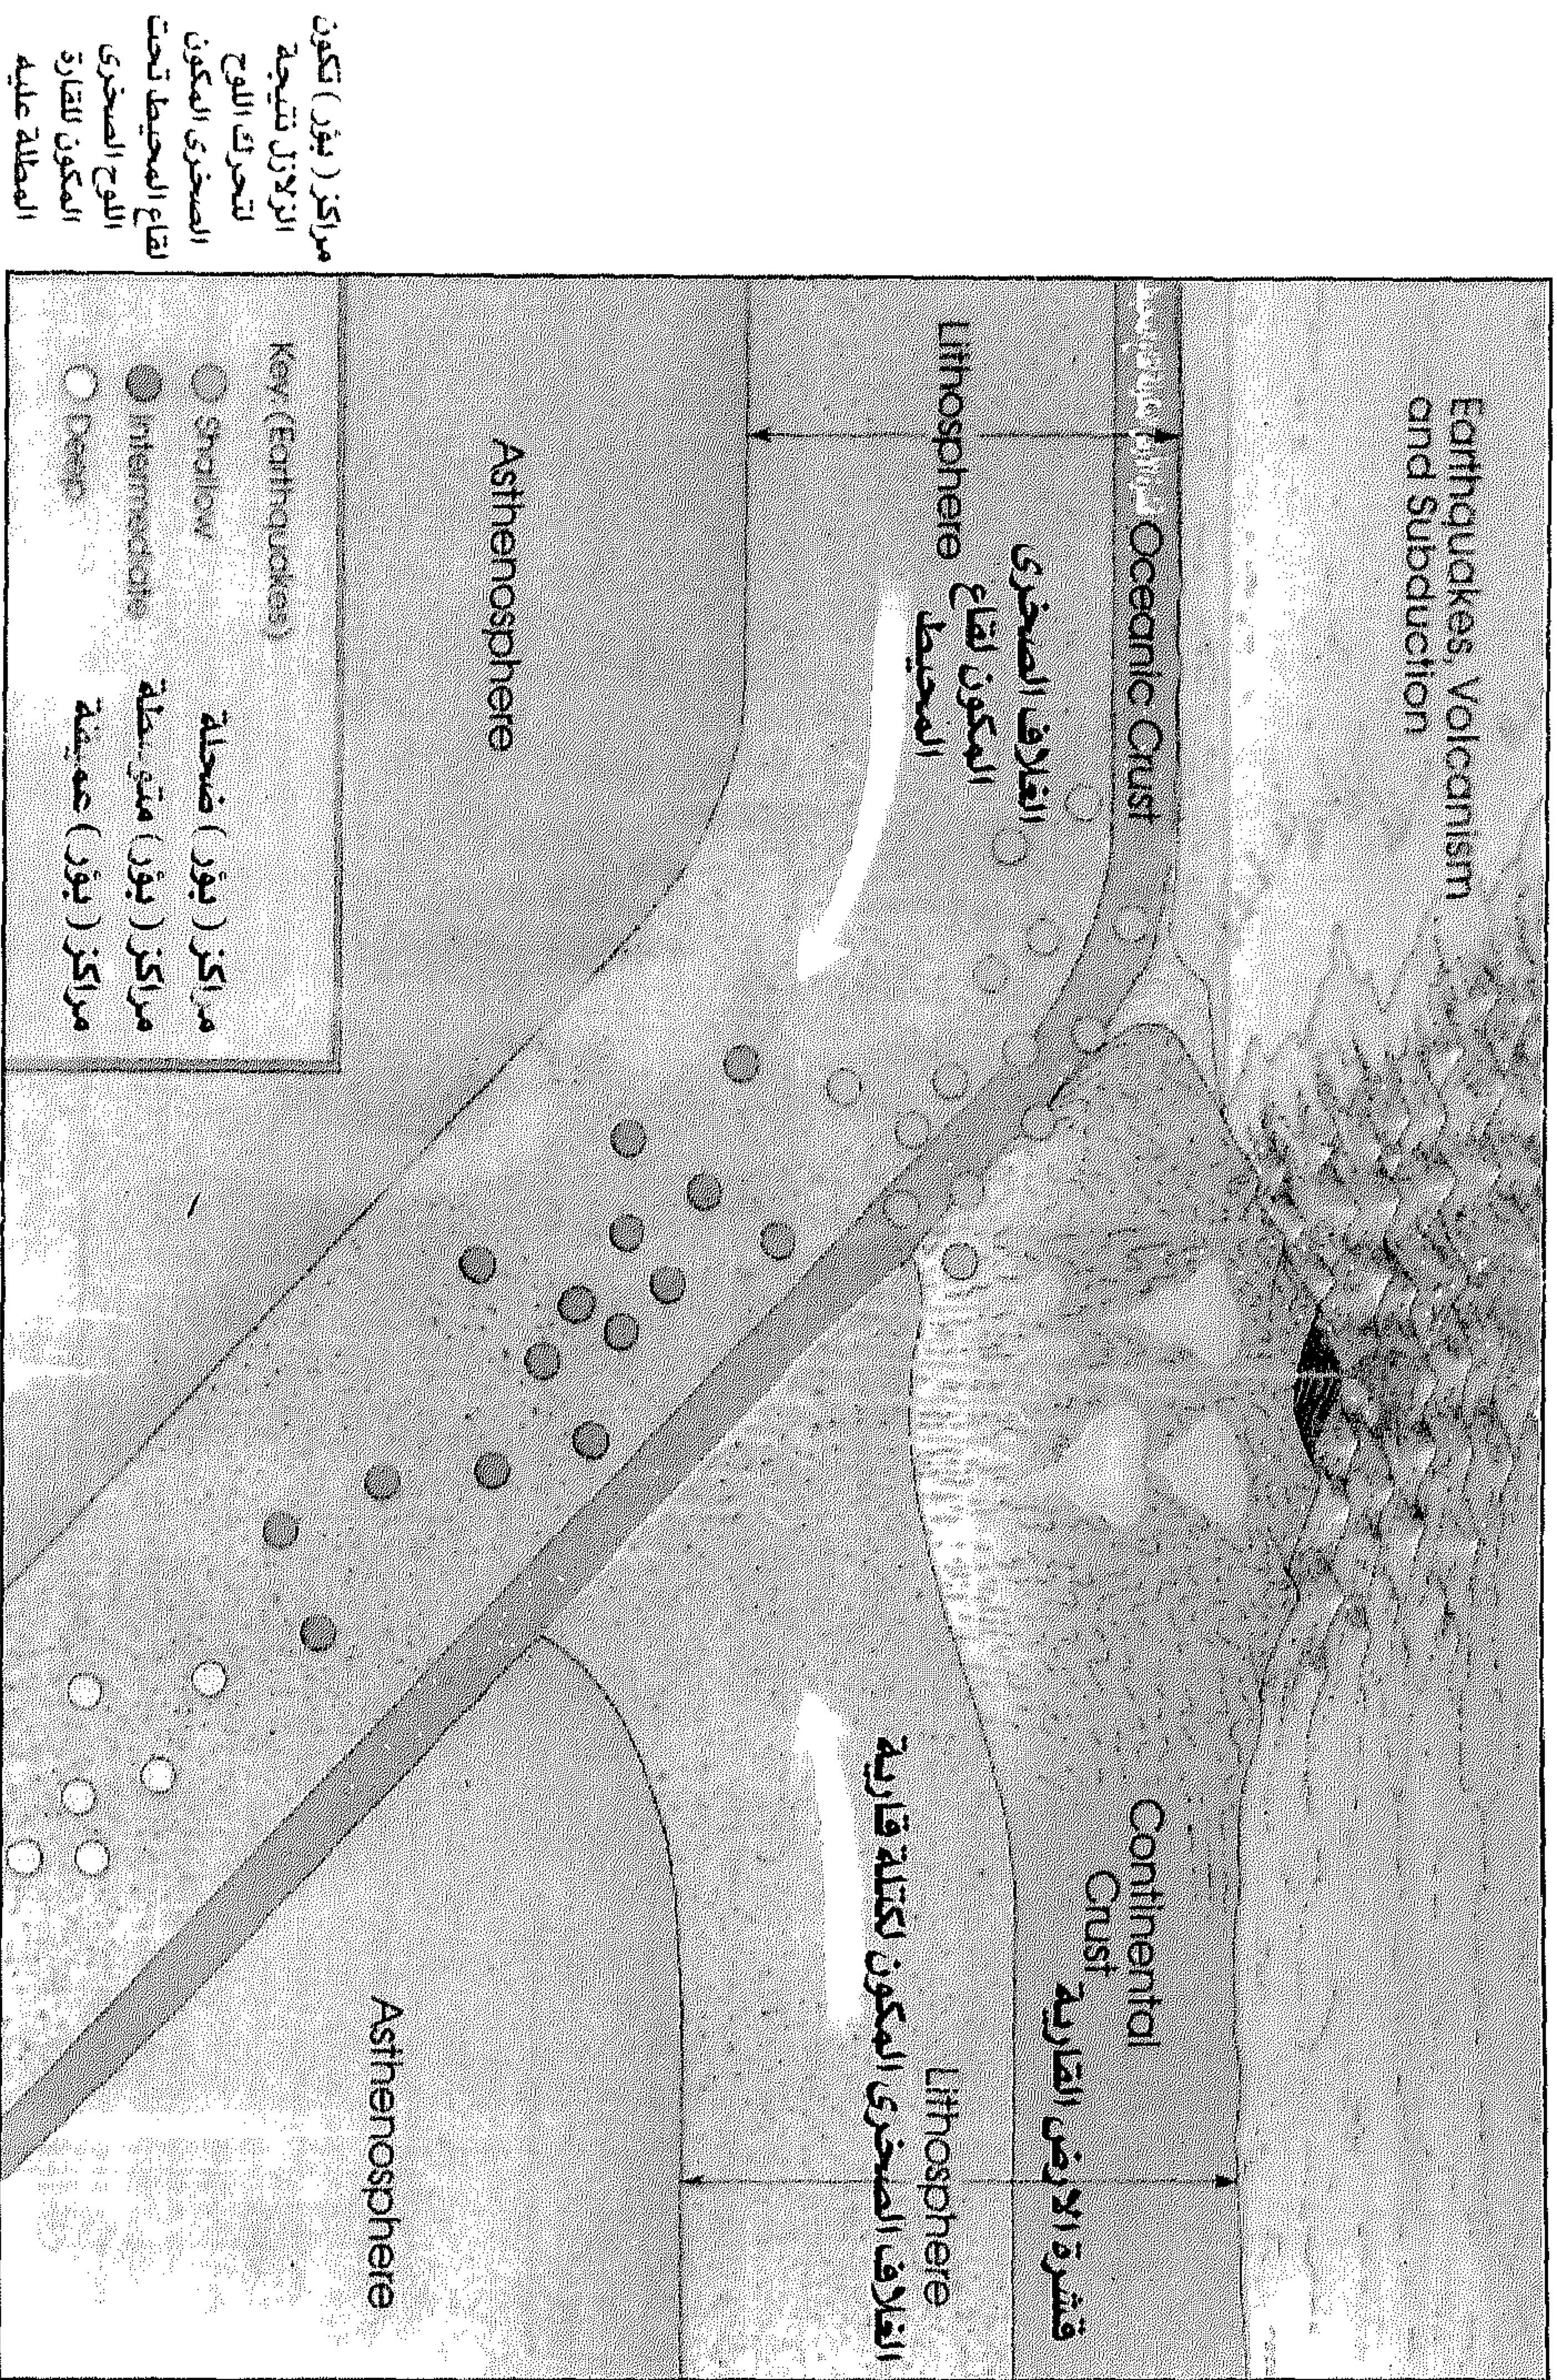 Earthquakes, Volcanism
and Subduction
Oceanic Crust
Lithosphere
الغلاف الصخرى
المكون لقاع
المحيط
Asthenosphere
Continental
Crust
قشرة الارض القارية
Lithosphere
الغلاف الصخرى المكون لكتلة قارية
Asthenosphere
Key (Earthquakes)
Shallow مراكز ( بؤر ) ضحلة
Intermediate مراكز ( بؤر ) متوسطة
Deep مراكز ( بؤر ) عميقة
مراكز ( بؤر ) تكون
الزلازل نتيجة
لتحرك اللوح
الصخرى المكون
لقاع المحيط تحت
اللوح الصخرى
المكون للقارة
المطلة عليه